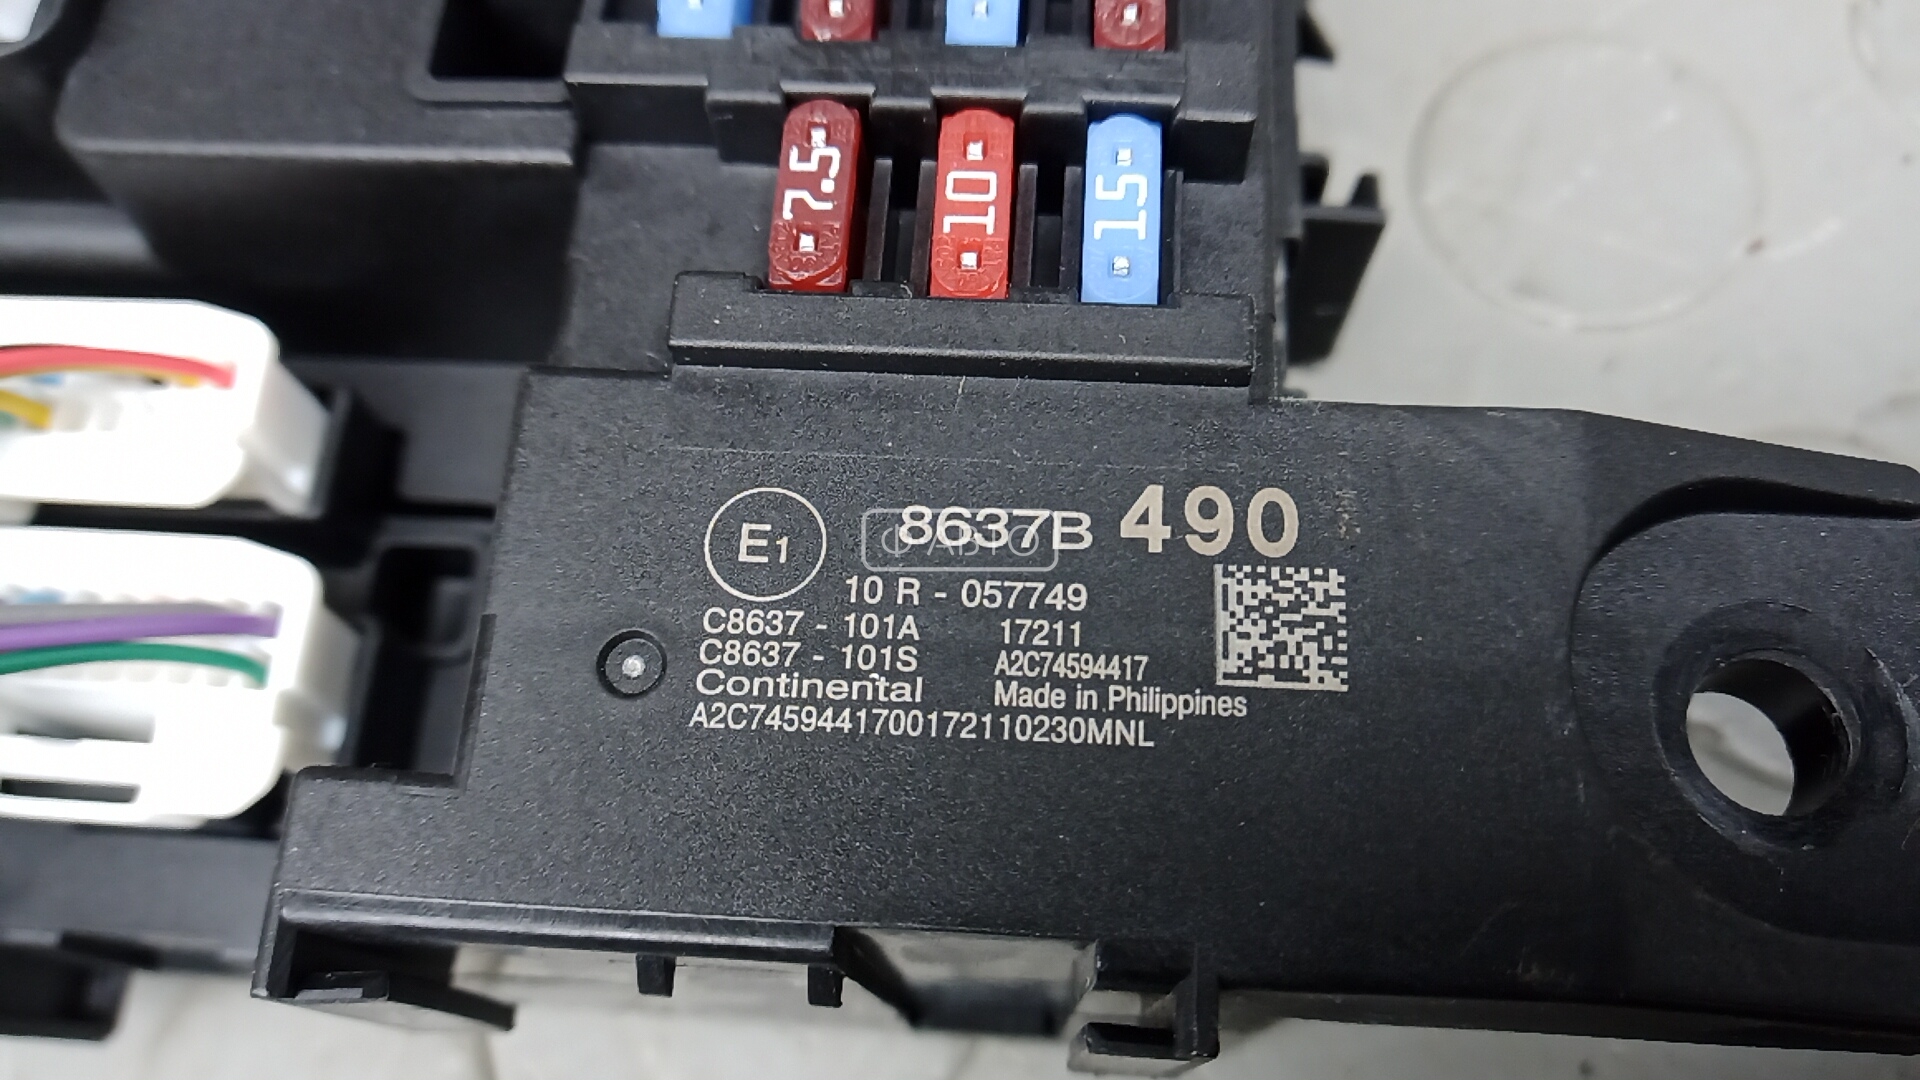 7.5 10 15
E1 8637B 490
Ф АВТО
10 R - 057749
C8637 - 101A 17211
C8637 - 101S A2C74594417
Continental Made in Philippines
A2C7459441700172110230MNL